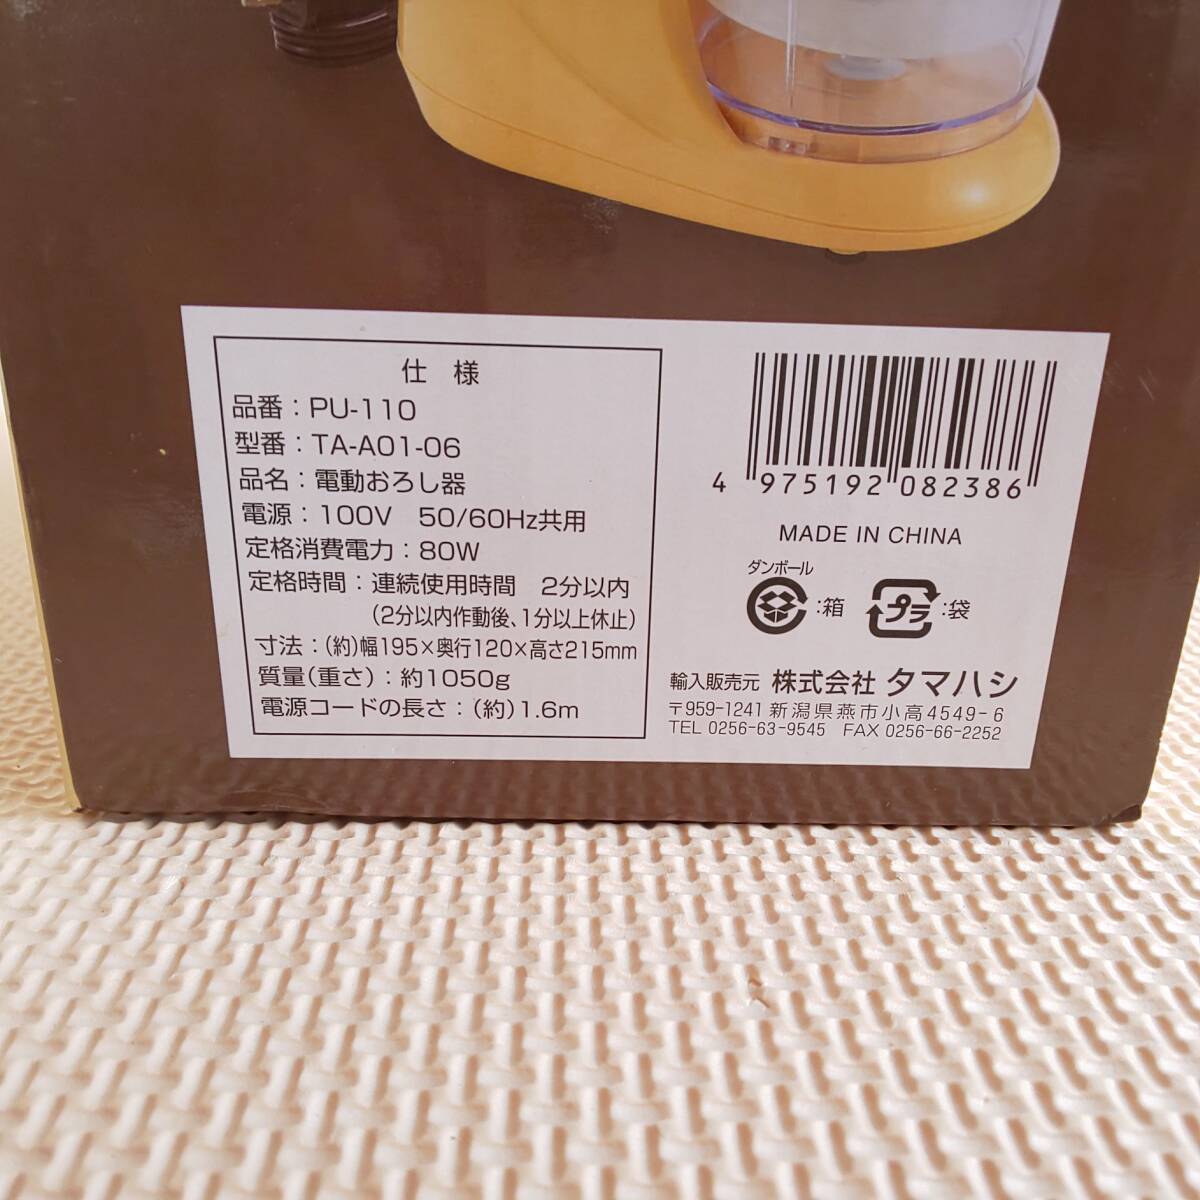 仕 様
品番：PU-110
型番：TA-A01-06
品名：電動おろし器
電源：100V 50/60Hz共用
定格消費電力：80W
定格時間：連続使用時間 2分以内
(2分以内作動後、1分以上休止)
寸法：(約)幅195×奥行120×高さ215mm
質量(重さ)：約1050g
電源コードの長さ：(約)1.6m
4 975192 082386
MADE IN CHINA
ダンボール
:箱
プラ :袋
輸入販売元 株式会社 タマハシ
〒959-1241 新潟県燕市小高4549-6
TEL 0256-63-9545 FAX 0256-66-2252